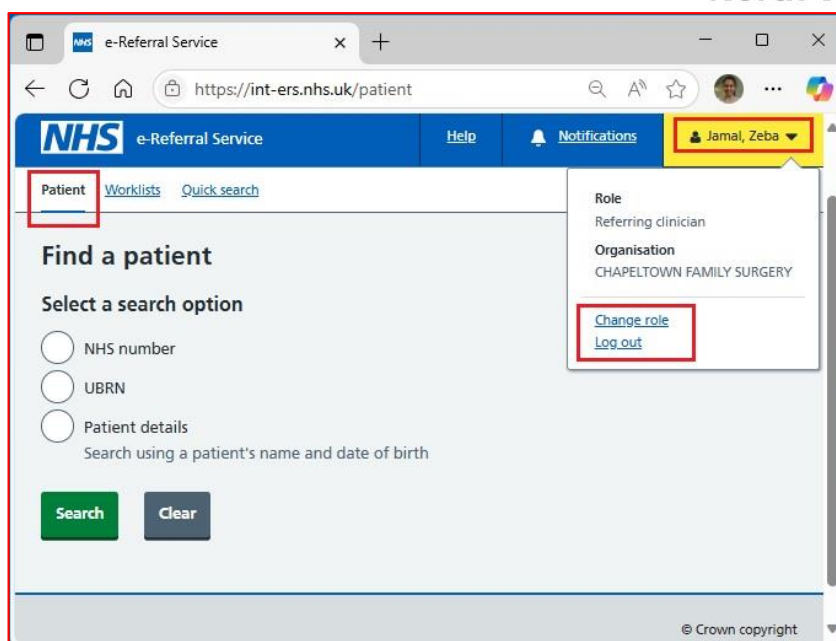 e-Referral Service
https://int-ers.nhs.uk/patient
NHS e-Referral Service Help Notifications Jamal, Zeba
Patient Worklists Quick search
Role
Referring clinician
Organisation
CHAPELTOWN FAMILY SURGERY
Change role
Log out
Find a patient
Select a search option
NHS number
UBRN
Patient details
Search using a patient's name and date of birth
Search Clear
© Crown copyright